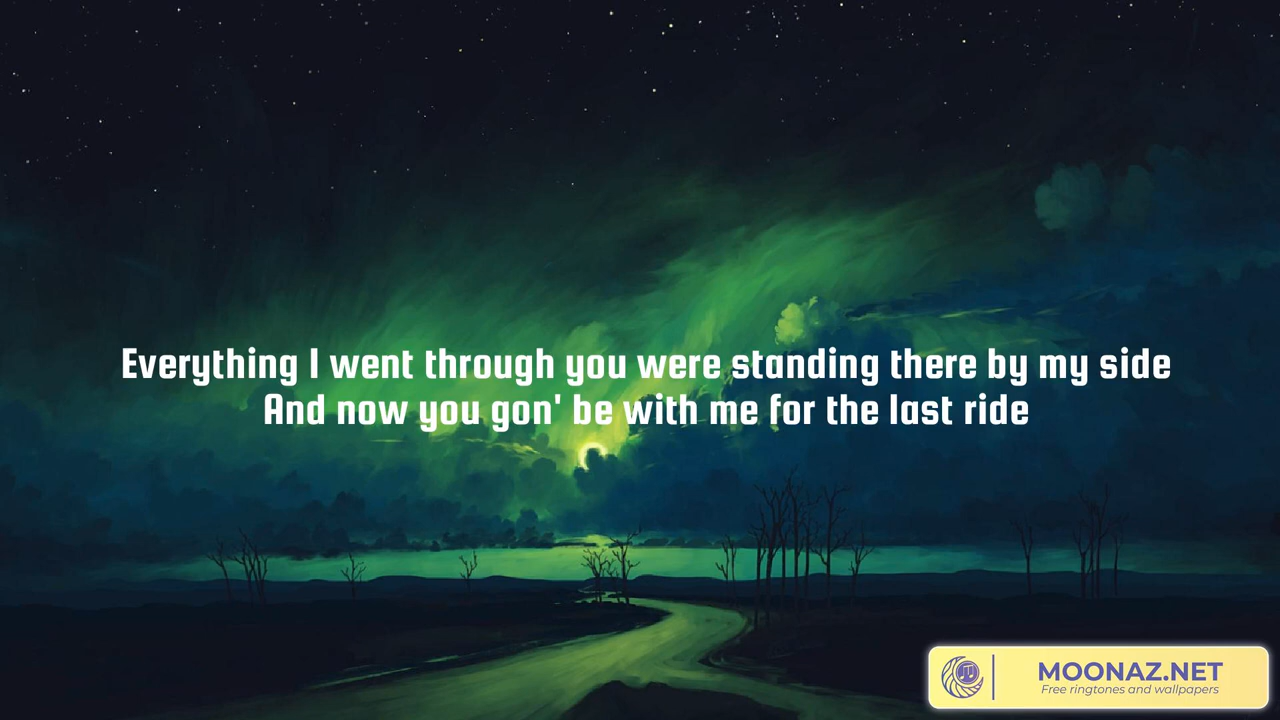 Everything I went through you were standing there by my side
And now you gon' be with me for the last ride
MOONAZ.NET
Free ringtones and wallpapers